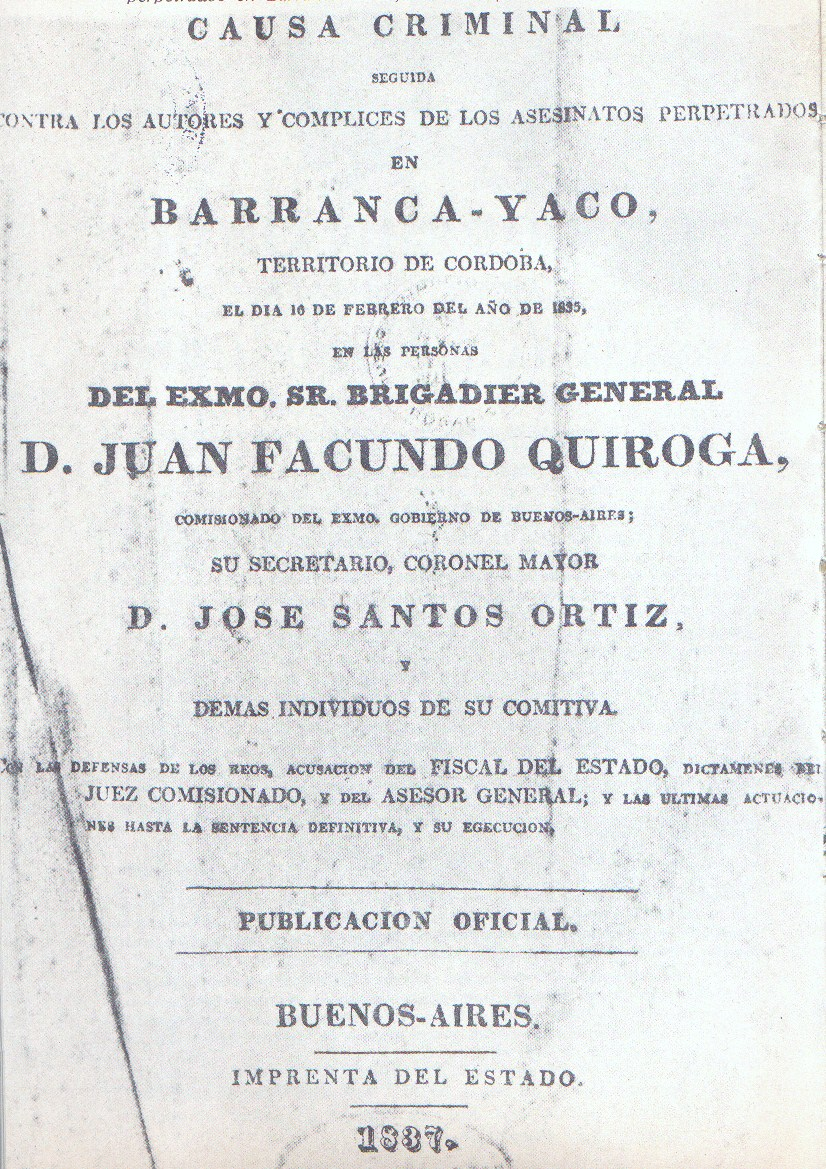 CAUSA CRIMINAL
SEGUIDA
CONTRA LOS AUTORES Y COMPLICES DE LOS ASESINATOS PERPETRADOS
EN
BARRANCA-YACO,
TERRITORIO DE CORDOBA,
EL DIA 16 DE FEBRERO DEL AÑO DE 1835,
EN LAS PERSONAS
DEL EXMO. SR. BRIGADIER GENERAL
D. JUAN FACUNDO QUIROGA,
COMISIONADO DEL EXMO. GOBIERNO DE BUENOS-AIRES;
SU SECRETARIO, CORONEL MAYOR
D. JOSE SANTOS ORTIZ,
Y
DEMAS INDIVIDUOS DE SU COMITIVA.
CON LAS DEFENSAS DE LOS REOS, ACUSACION DEL FISCAL DEL ESTADO, DICTAMENES DEL
JUEZ COMISIONADO, Y DEL ASESOR GENERAL; Y LAS ULTIMAS ACTUACIO-
NES HASTA LA SENTENCIA DEFINITIVA, Y SU EGECUCION,
PUBLICACION OFICIAL.
BUENOS-AIRES.
IMPRENTA DEL ESTADO.
1837.